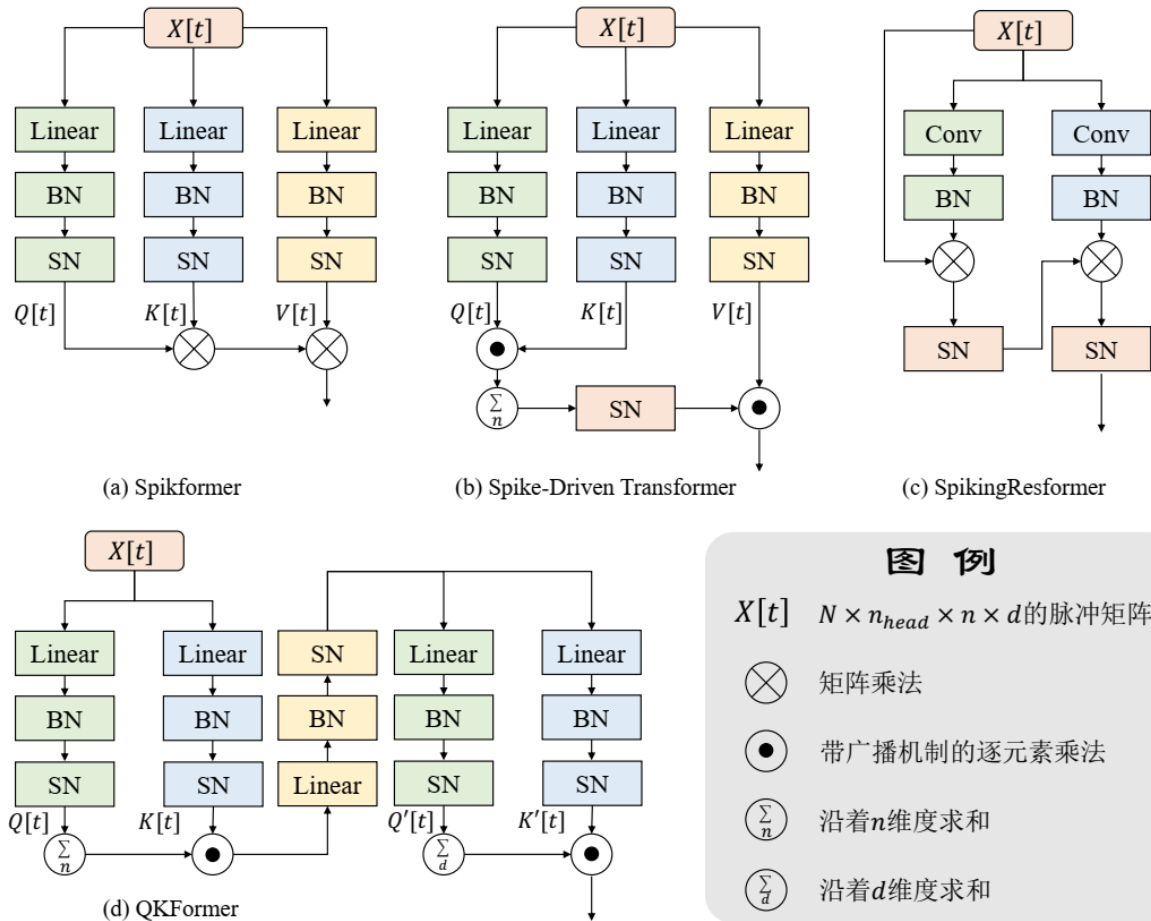 X[t]
Linear
Linear
Linear
BN
BN
BN
SN
SN
SN
Q[t]
K[t]
V[t]
(a) Spikformer
X[t]
Linear
Linear
Linear
BN
BN
BN
SN
SN
SN
Q[t]
K[t]
V[t]
∑
n
SN
(b) Spike-Driven Transformer
X[t]
Conv
Conv
BN
BN
SN
SN
(c) SpikingResformer
X[t]
Linear
Linear
SN
Linear
Linear
BN
BN
BN
BN
BN
SN
SN
Linear
SN
SN
Q[t]
K[t]
Q'[t]
K'[t]
∑
n
∑
d
(d) QKFormer
图 例
X[t] N × n_head × n × d的脉冲矩阵
矩阵乘法
带广播机制的逐元素乘法
∑
n
沿着n维度求和
∑
d
沿着d维度求和